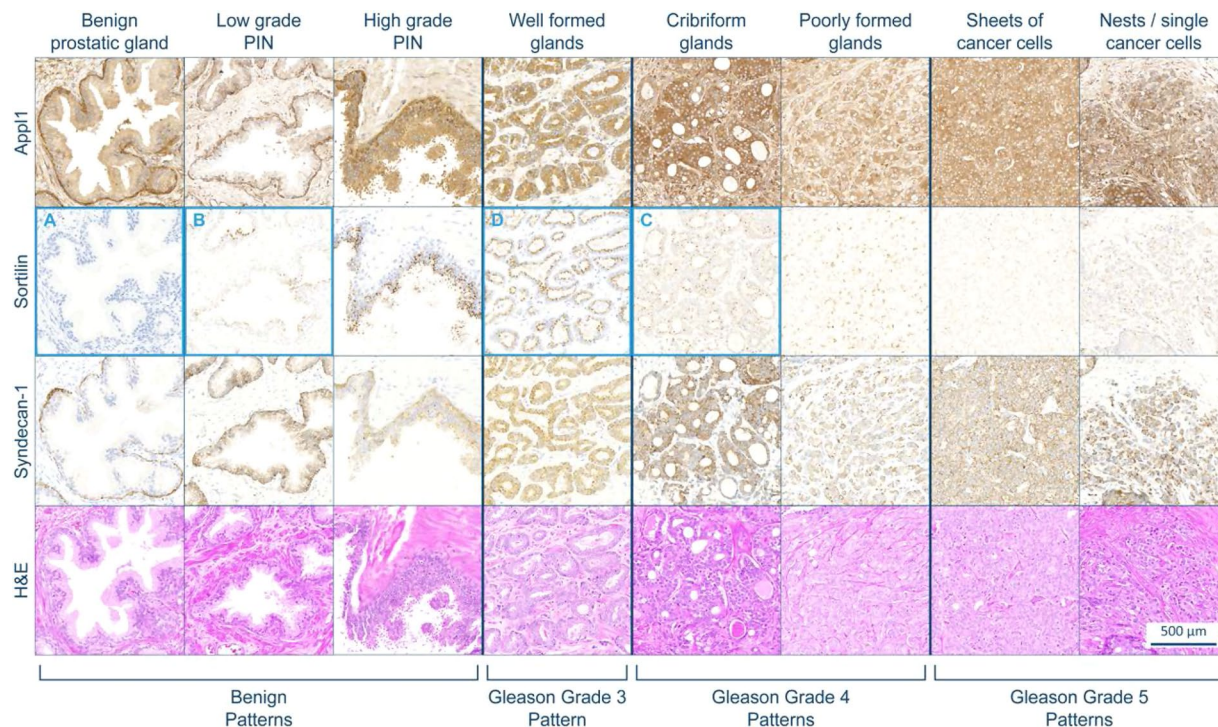 Benign prostatic gland
Low grade PIN
High grade PIN
Well formed glands
Cribriform glands
Poorly formed glands
Sheets of cancer cells
Nests / single cancer cells
Appl1
Sortilin
A
B
D
C
Syndecan-1
H&E
500 µm
Benign Patterns
Gleason Grade 3 Pattern
Gleason Grade 4 Patterns
Gleason Grade 5 Patterns